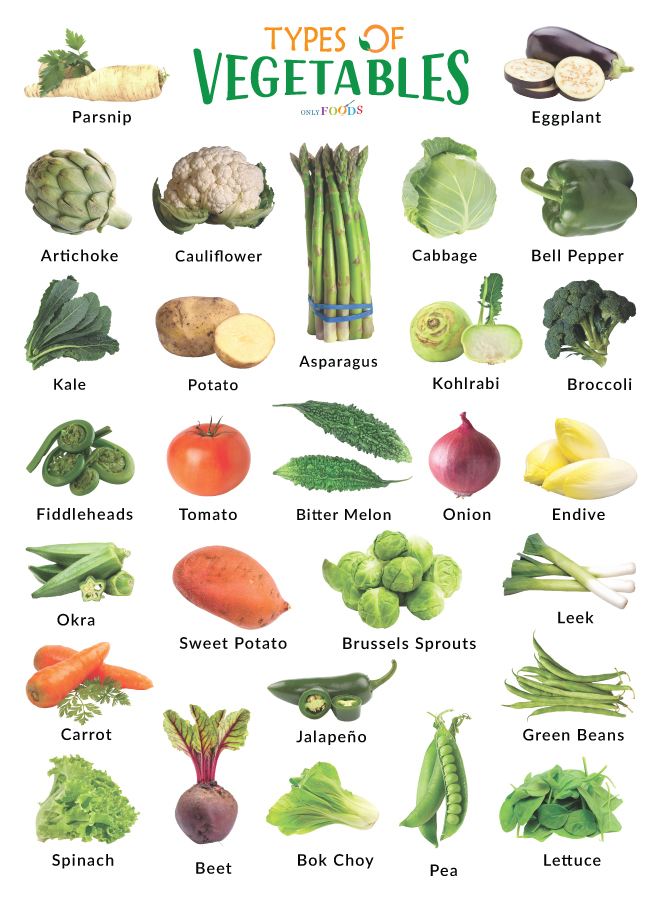 TYPES OF
VEGETABLES
ONLY FOODS
Parsnip
Eggplant
Artichoke
Cauliflower
Cabbage
Bell Pepper
Asparagus
Kale
Potato
Kohlrabi
Broccoli
Fiddleheads
Tomato
Bitter Melon
Onion
Endive
Okra
Sweet Potato
Brussels Sprouts
Leek
Carrot
Jalapeño
Green Beans
Spinach
Beet
Bok Choy
Pea
Lettuce